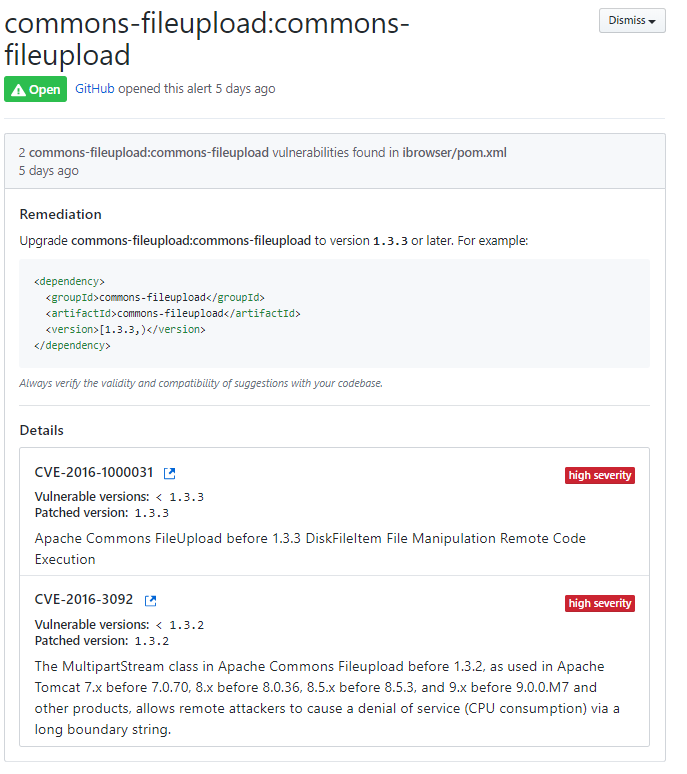 commons-fileupload:commons-
fileupload
Dismiss
Open GitHub opened this alert 5 days ago
2 commons-fileupload:commons-fileupload vulnerabilities found in ibrowser/pom.xml
5 days ago
Remediation
Upgrade commons-fileupload:commons-fileupload to version 1.3.3 or later. For example:
<dependency>
  <groupId>commons-fileupload</groupId>
  <artifactId>commons-fileupload</artifactId>
  <version>[1.3.3,)</version>
</dependency>
Always verify the validity and compatibility of suggestions with your codebase.
Details
CVE-2016-1000031 high severity
Vulnerable versions: < 1.3.3
Patched version: 1.3.3
Apache Commons FileUpload before 1.3.3 DiskFileItem File Manipulation Remote Code
Execution
CVE-2016-3092 high severity
Vulnerable versions: < 1.3.2
Patched version: 1.3.2
The MultipartStream class in Apache Commons Fileupload before 1.3.2, as used in Apache
Tomcat 7.x before 7.0.70, 8.x before 8.0.36, 8.5.x before 8.5.3, and 9.x before 9.0.0.M7 and
other products, allows remote attackers to cause a denial of service (CPU consumption) via a
long boundary string.